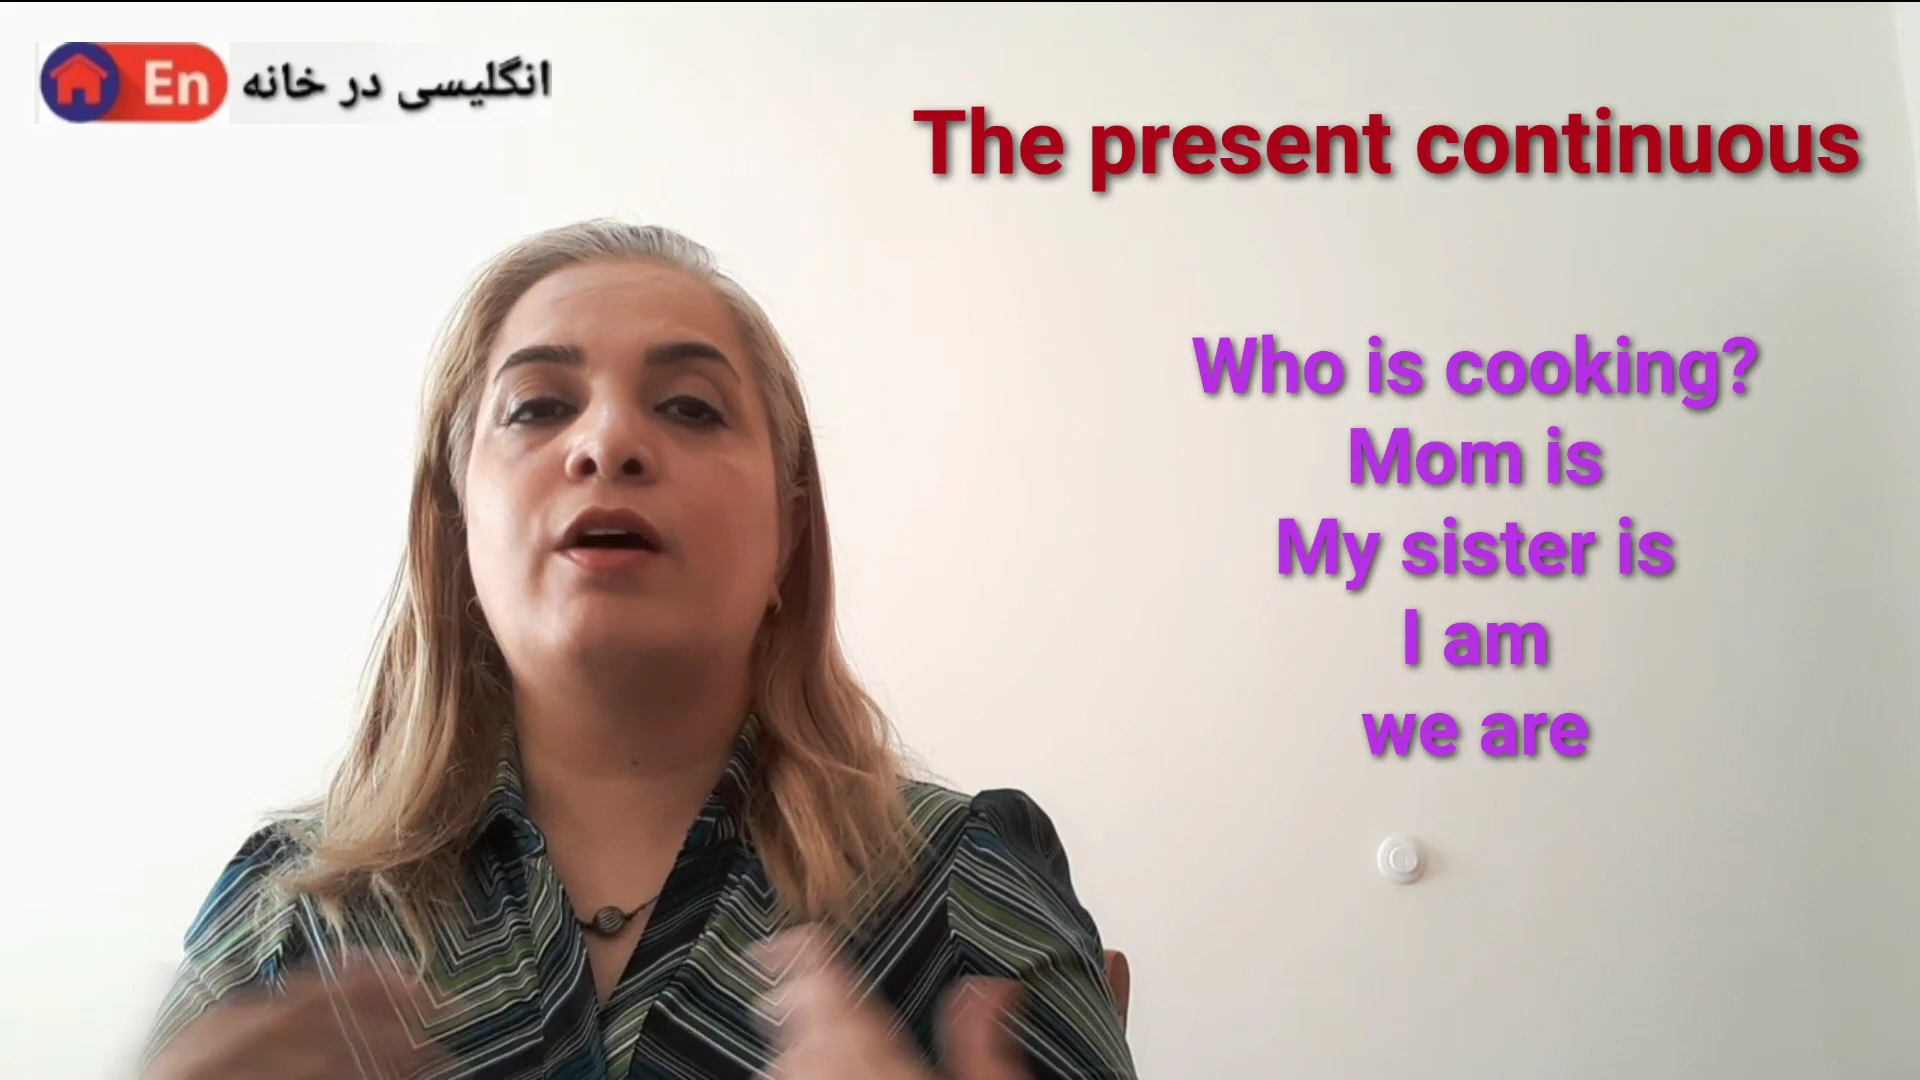 En انگلیسی در خانه
The present continuous
Who is cooking?
Mom is
My sister is
I am
we are